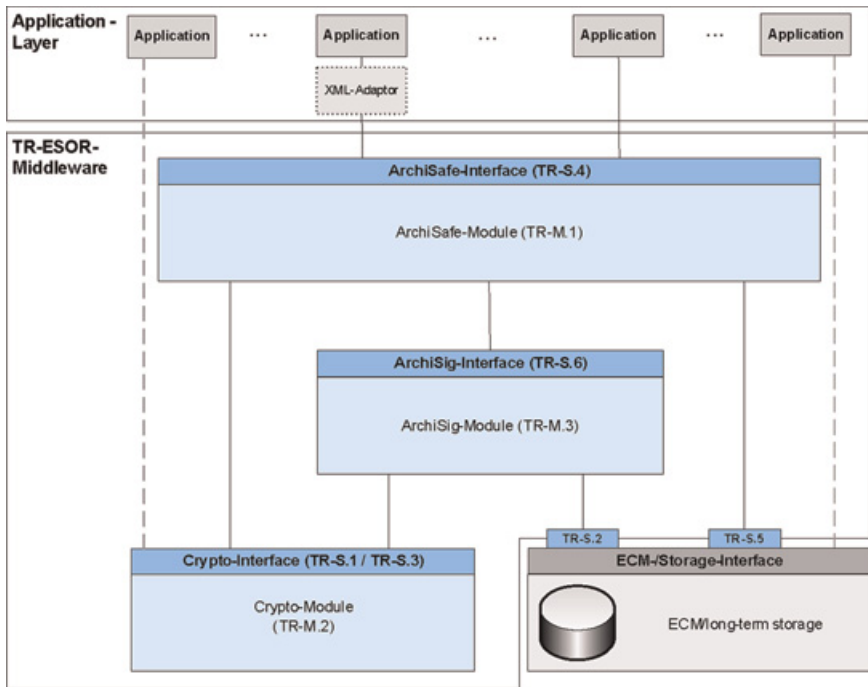 Application -
Layer
Application
...
Application
...
Application
...
Application
XML-Adaptor
TR-ESOR-
Middleware
ArchiSafe-Interface (TR-S.4)
ArchiSafe-Module (TR-M.1)
ArchiSig-Interface (TR-S.6)
ArchiSig-Module (TR-M.3)
TR-S.2
TR-S.5
Crypto-Interface (TR-S.1 / TR-S.3)
ECM-/Storage-Interface
Crypto-Module
(TR-M.2)
ECM/long-term storage